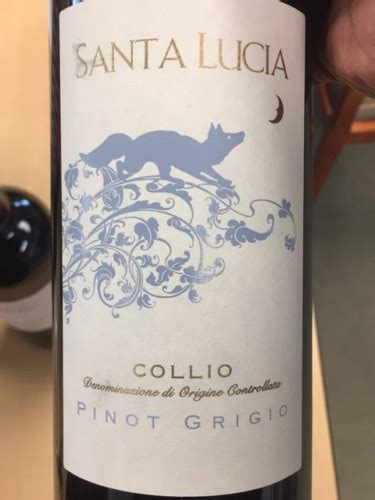 SANTA LUCIA
COLLIO
Denominazione di Origine Controllata
PINOT GRIGIO